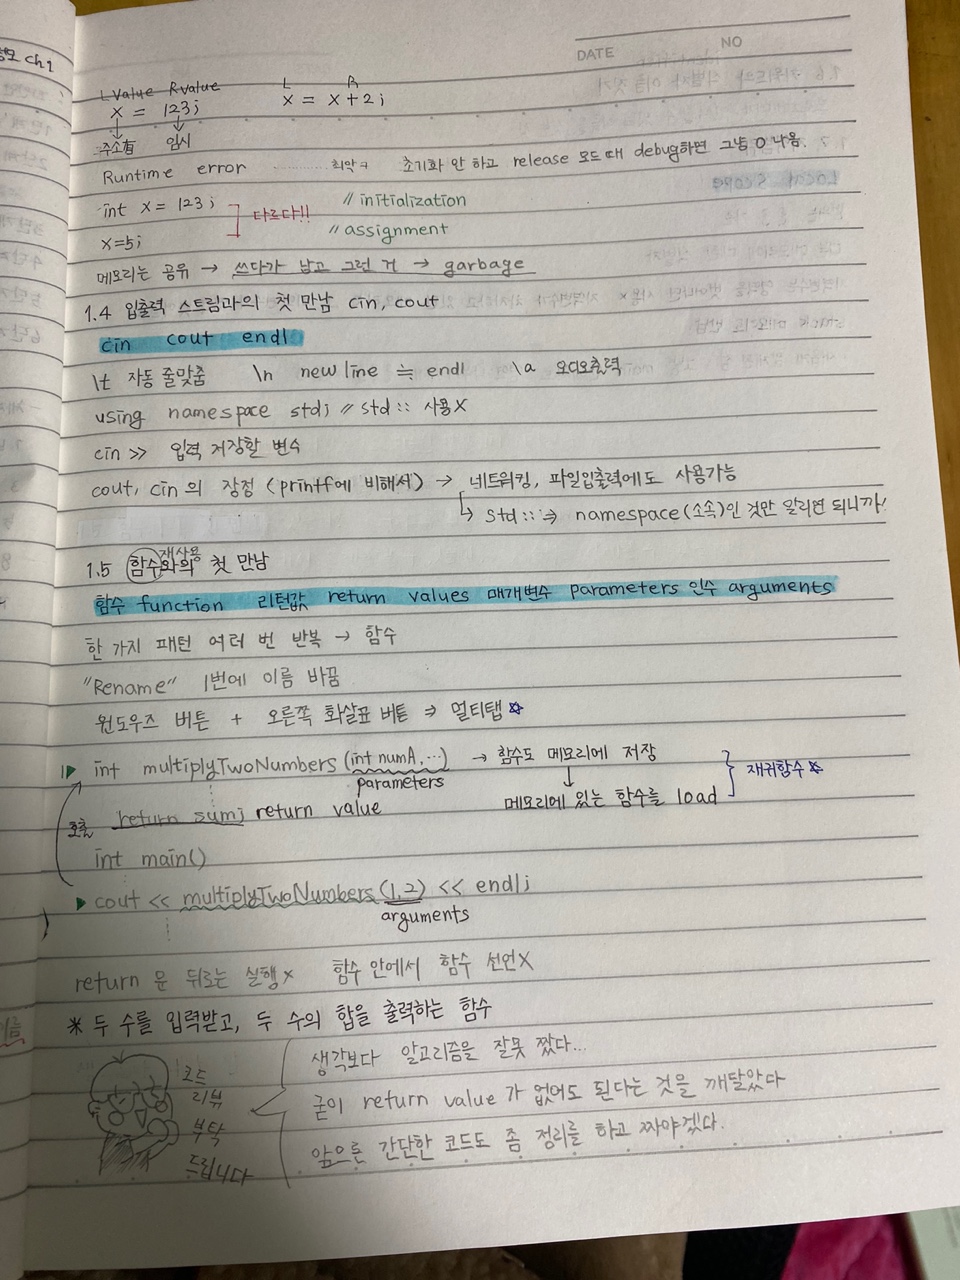 DATE NO
정모 ch1
L value R value L R
x = 123; x = x+2;
주소有 임시
Runtime error 최악ㅋ 초기화 안 하고 release 모드 때 debug하면 그냥 0 나옴.
int x = 123; 다르다!! // initialization
x=5; // assignment
메모리는 공유 → 쓰다가 남고 그런 거 → garbage
1.4 입출력 스트림과의 첫 만남 cin, cout
cin cout endl
\t 자동 줄맞춤 \n new line ≒ endl \a 오디오출력
using namespace std; // std :: 사용X
cin >> 입력 저장할 변수
cout, cin의 장점 (printf에 비해서) → 네트워킹, 파일입출력에도 사용가능
↳ std :: ⇒ namespace(소속)인 것만 알리면 되니까!
재사용
1.5 함수와의 첫 만남
함수 function 리턴값 return values 매개변수 parameters 인수 arguments
한 가지 패턴 여러 번 반복 → 함수
"Rename" 1번에 이름 바꿈
윈도우즈 버튼 + 오른쪽 화살표 버튼 ⇒ 멀티탭 ☆
int multiplyTwoNumbers (int numA, ...) → 함수도 메모리에 저장 재귀함수 ☆
parameters ↓
호출 return sum; return value 메모리에 있는 함수를 load
int main()
cout << multiplyTwoNumbers (1,2) << endl;
arguments
return 문 뒤로는 실행X 함수 안에서 함수 선언X
* 두 수를 입력받고, 두 수의 합을 출력하는 함수
코드 리뷰 부탁 드립니다
생각보다 알고리즘을 잘못 짰다...
굳이 return value 가 없어도 된다는 것을 깨달았다
앞으론 간단한 코드도 좀 정리를 하고 짜야겠다.